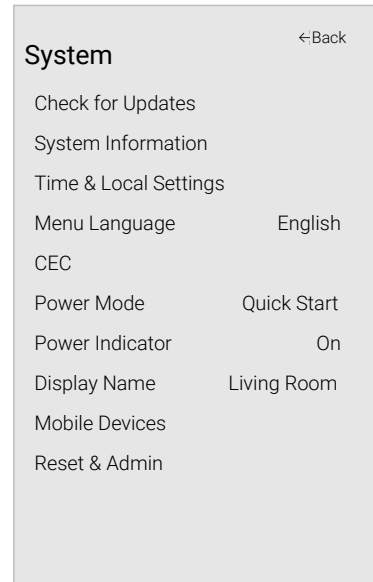 ←Back
System
Check for Updates
System Information
Time & Local Settings
Menu Language English
CEC
Power Mode Quick Start
Power Indicator On
Display Name Living Room
Mobile Devices
Reset & Admin